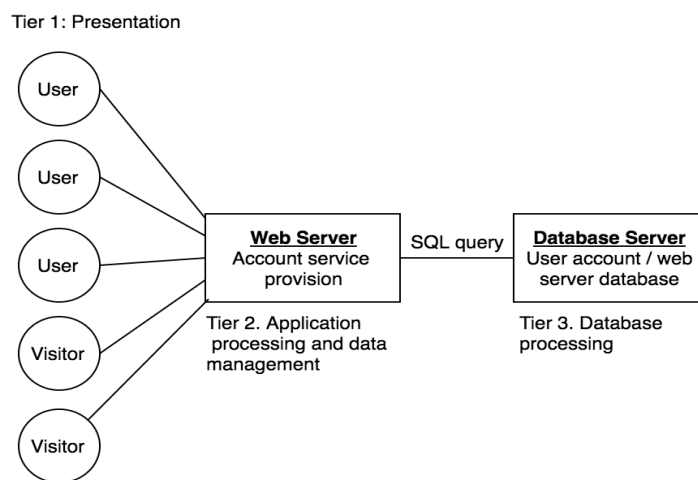 Tier 1: Presentation
User
User
User
Visitor
Visitor
Web Server
Account service
provision
Tier 2. Application
processing and data
management
SQL query
Database Server
User account / web
server database
Tier 3. Database
processing